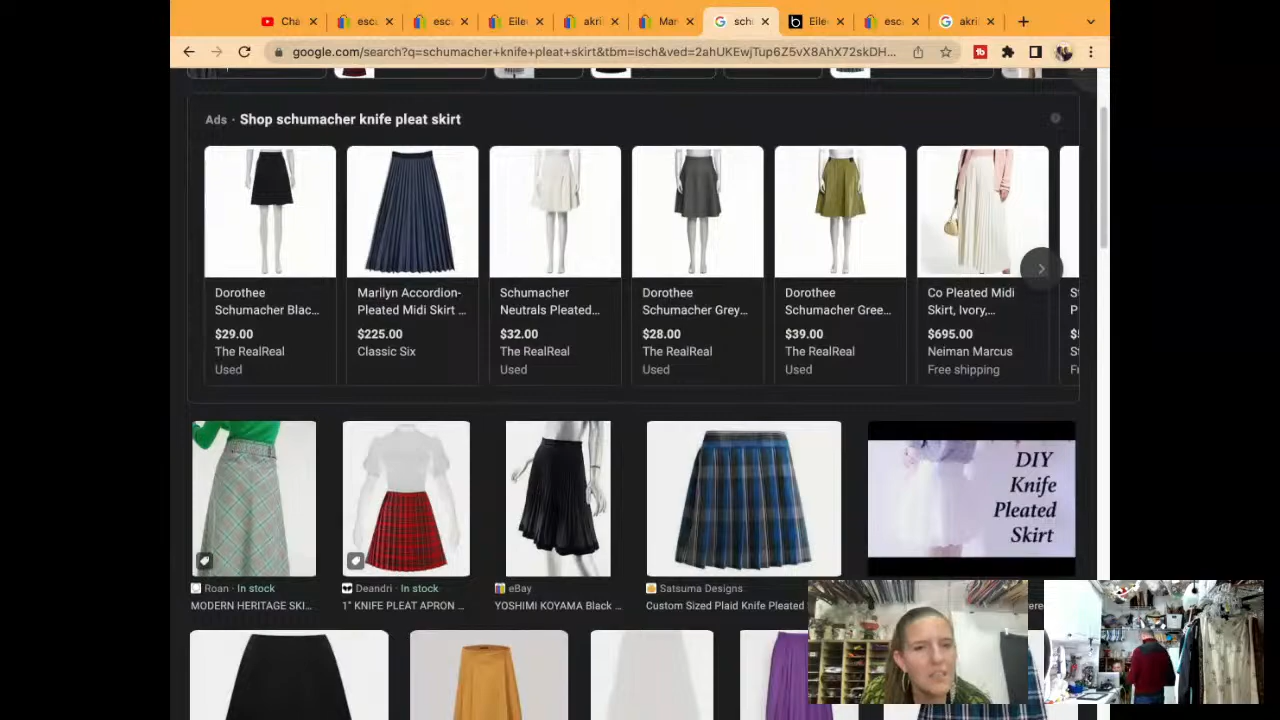 Cha
esca
esca
Eilee
akri
Mar
sch
Eilee
esca
akri
google.com/search?q=schumacher+knife+pleat+skirt&tbm=isch&ved=2ahUKEwjTup6Z5vX8AhX72skDH...
Ads · Shop schumacher knife pleat skirt
Dorothee
Schumacher Blac...
$29.00
The RealReal
Used
Marilyn Accordion-
Pleated Midi Skirt ...
$225.00
Classic Six
Schumacher
Neutrals Pleated...
$32.00
The RealReal
Used
Dorothee
Schumacher Grey...
$28.00
The RealReal
Used
Dorothee
Schumacher Gree...
$39.00
The RealReal
Used
Co Pleated Midi
Skirt, Ivory,...
$695.00
Neiman Marcus
Free shipping
DIY
Knife
Pleated
Skirt
Roan · In stock
MODERN HERITAGE SKI...
Deandri · In stock
1" KNIFE PLEAT APRON ...
eBay
YOSHIMI KOYAMA Black ...
Satsuma Designs
Custom Sized Plaid Knife Pleated